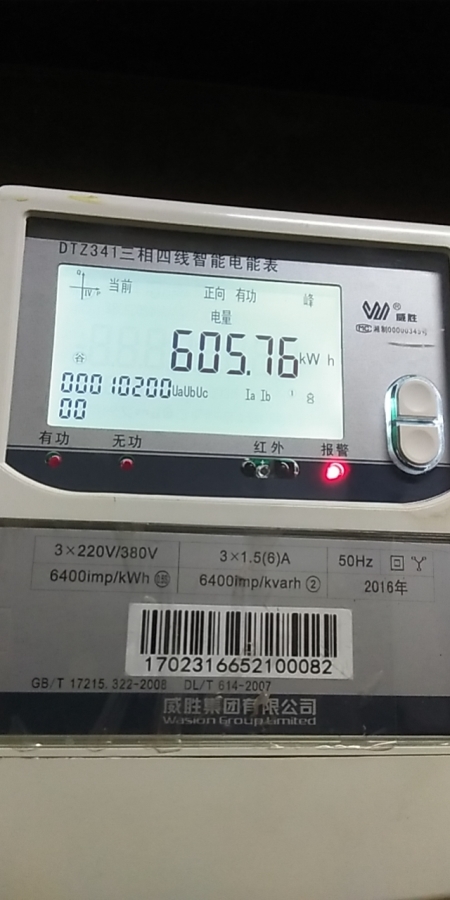 DTZ341三相四线智能电能表
当前 正向 有功 峰
电量
605.76 kWh
谷
00010200 UaUbUc Ia Ib
00
威胜
有功 无功 红外 报警
3×220V/380V 3×1.5(6)A 50Hz
6400imp/kWh 6400imp/kvarh ② 2016年
1702316652100082
GB/T 17215.322-2008 DL/T 614-2007
威胜集团有限公司
Wasion Group Limited